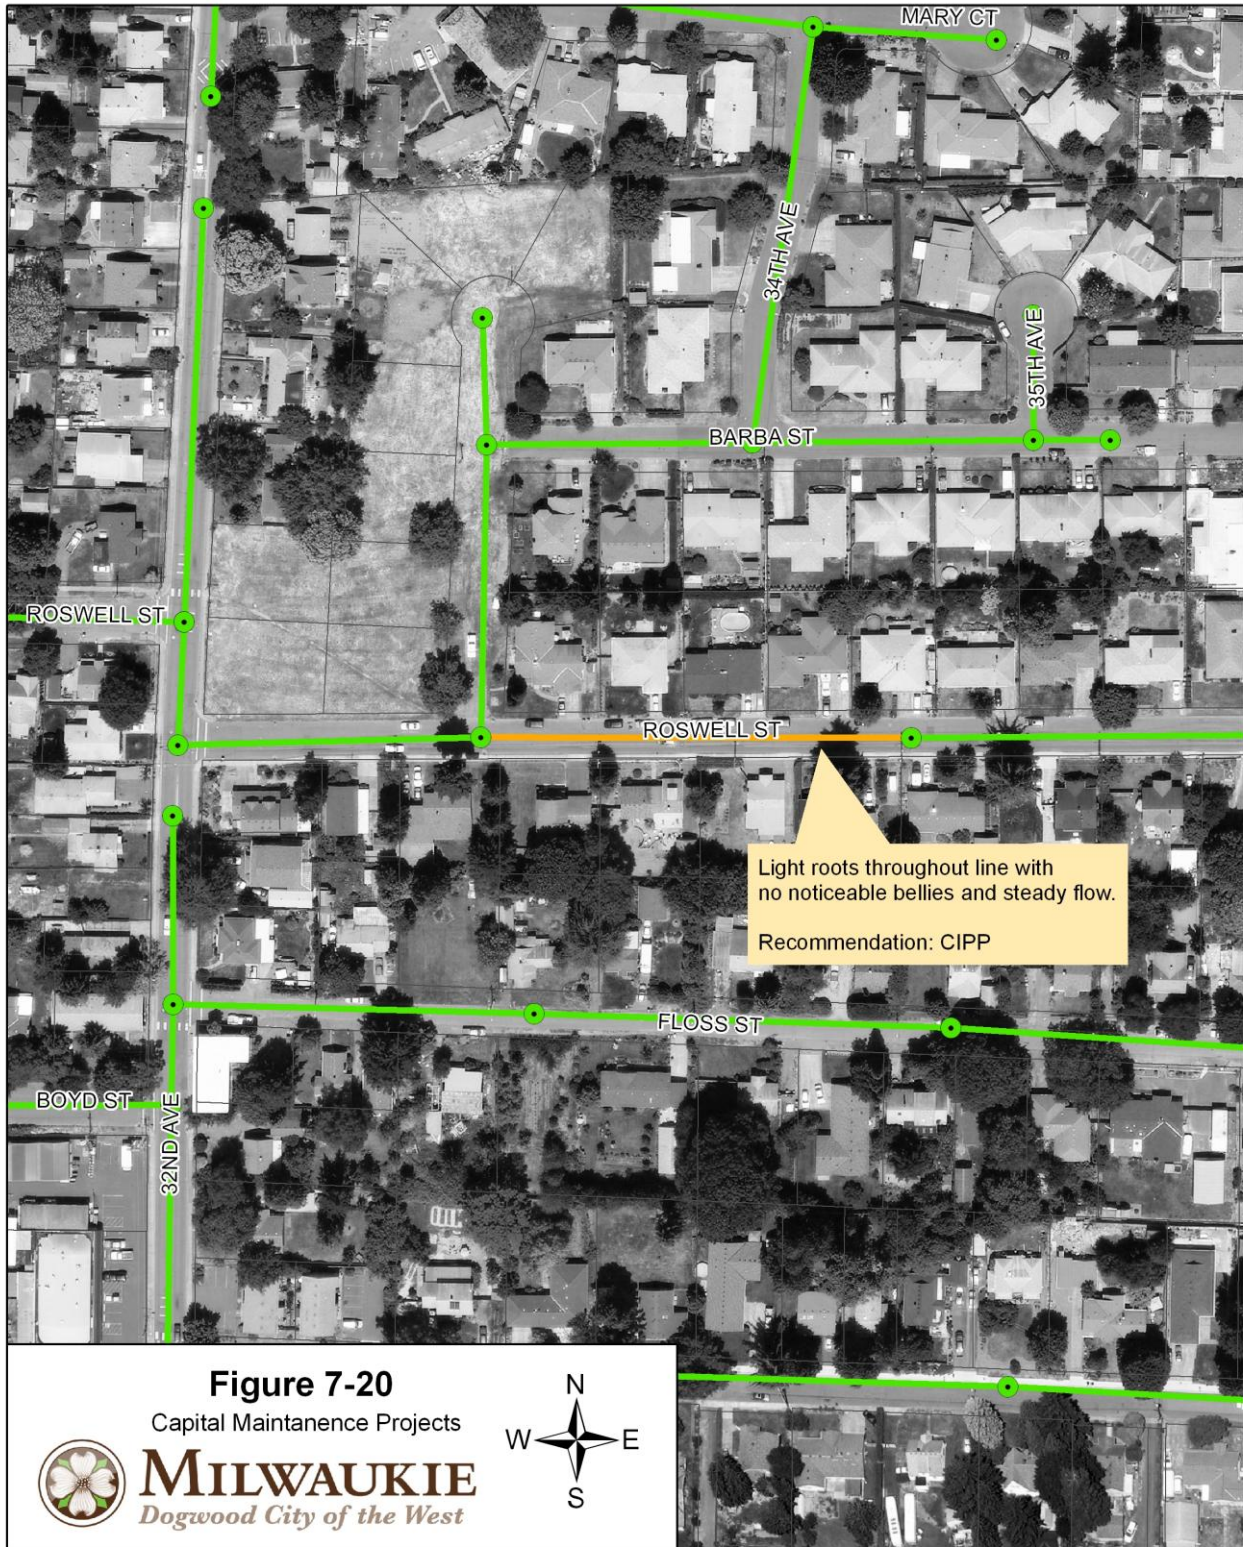 MARY CT
34TH AVE
35TH AVE
BARBA ST
ROSWELL ST
ROSWELL ST
Light roots throughout line with
no noticeable bellies and steady flow.
Recommendation: CIPP
FLOSS ST
BOYD ST
32ND AVE
Figure 7-20
Capital Maintanence Projects
MILWAUKIE
Dogwood City of the West
N
W E
S